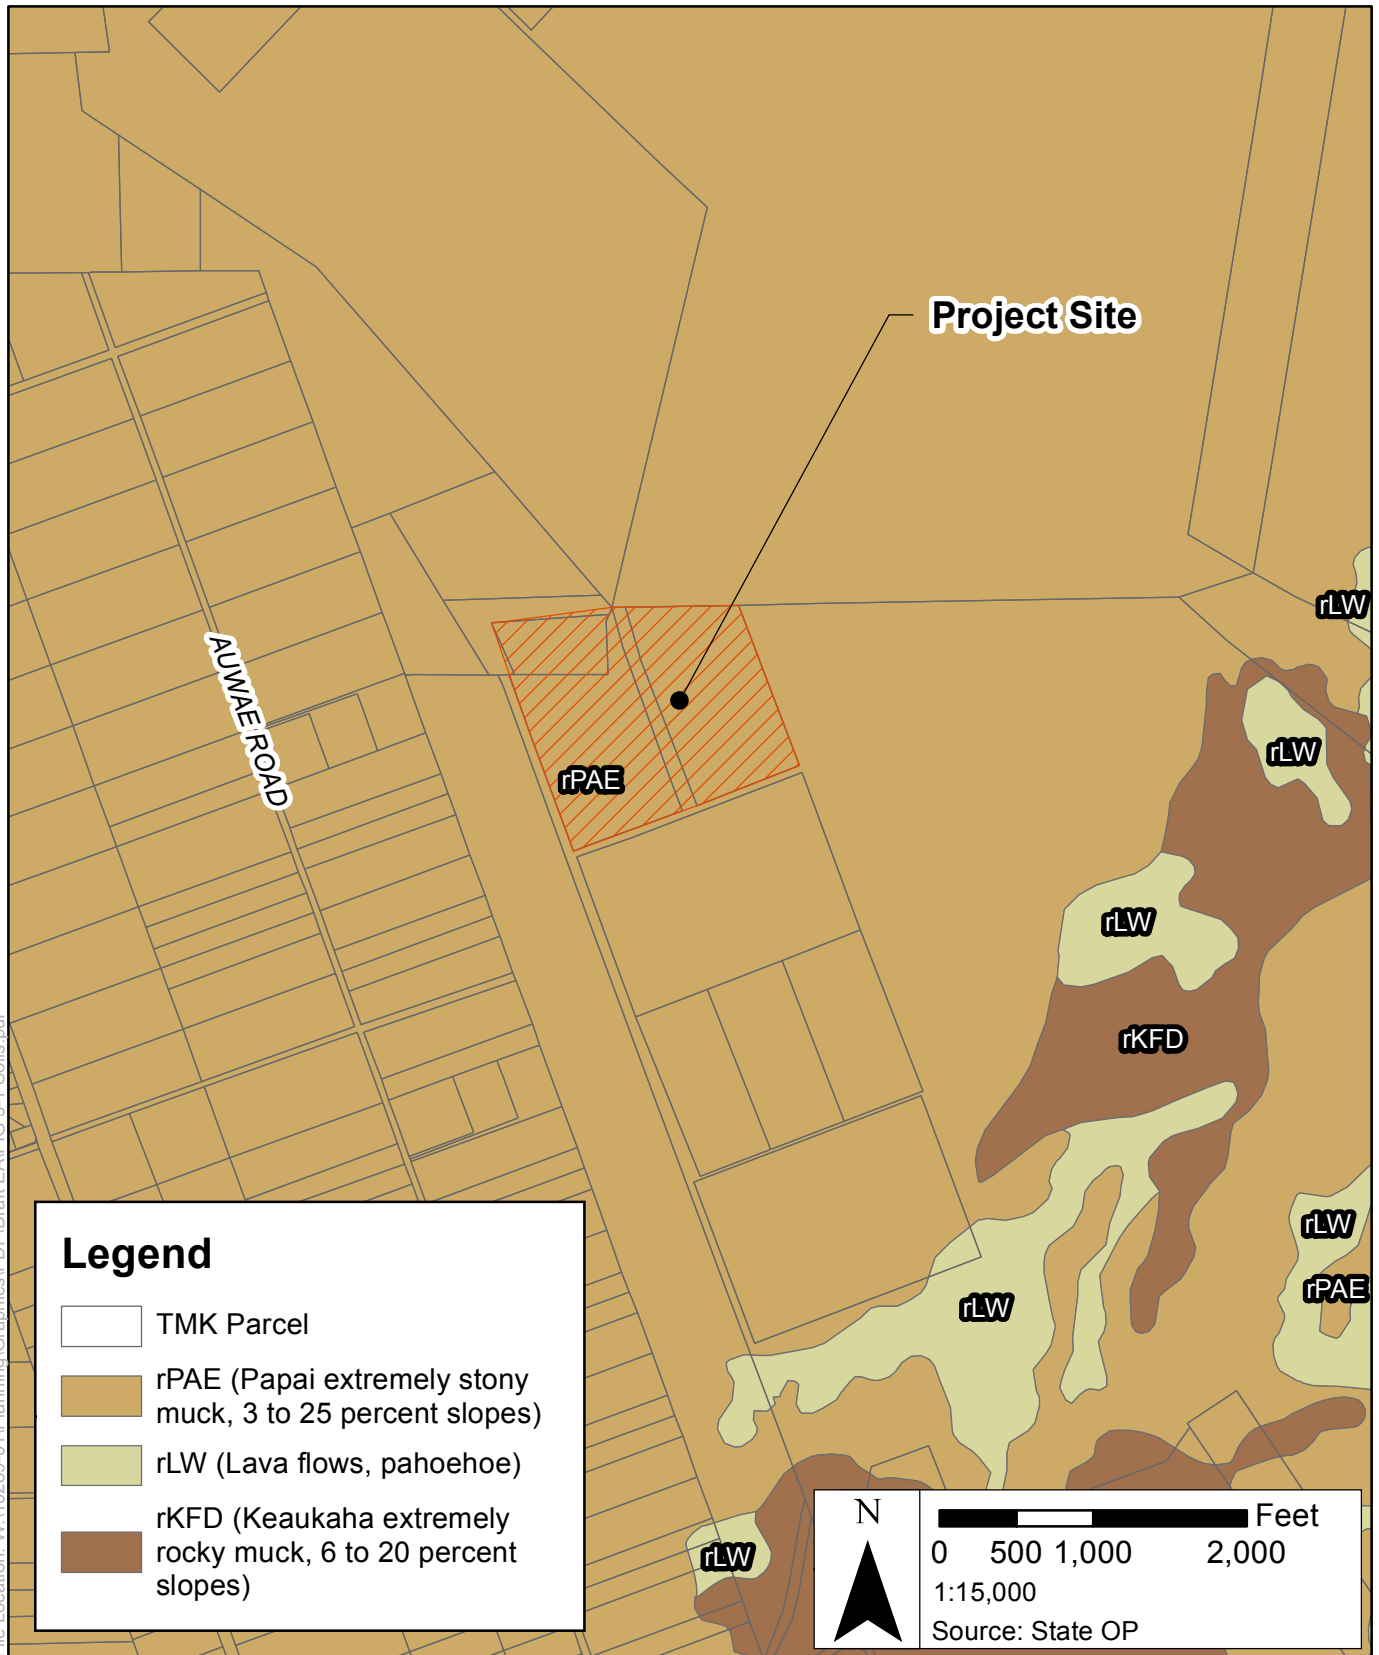 Project Site
rLW
AUWAE ROAD
rLW
rPAE
rLW
rKFD
rLW
rPAE
rLW
rLW
Legend
TMK Parcel
rPAE (Papai extremely stony
muck, 3 to 25 percent slopes)
rLW (Lava flows, pahoehoe)
rKFD (Keaukaha extremely
rocky muck, 6 to 20 percent
slopes)
N
Feet
0 500 1,000 2,000
1:15,000
Source: State OP